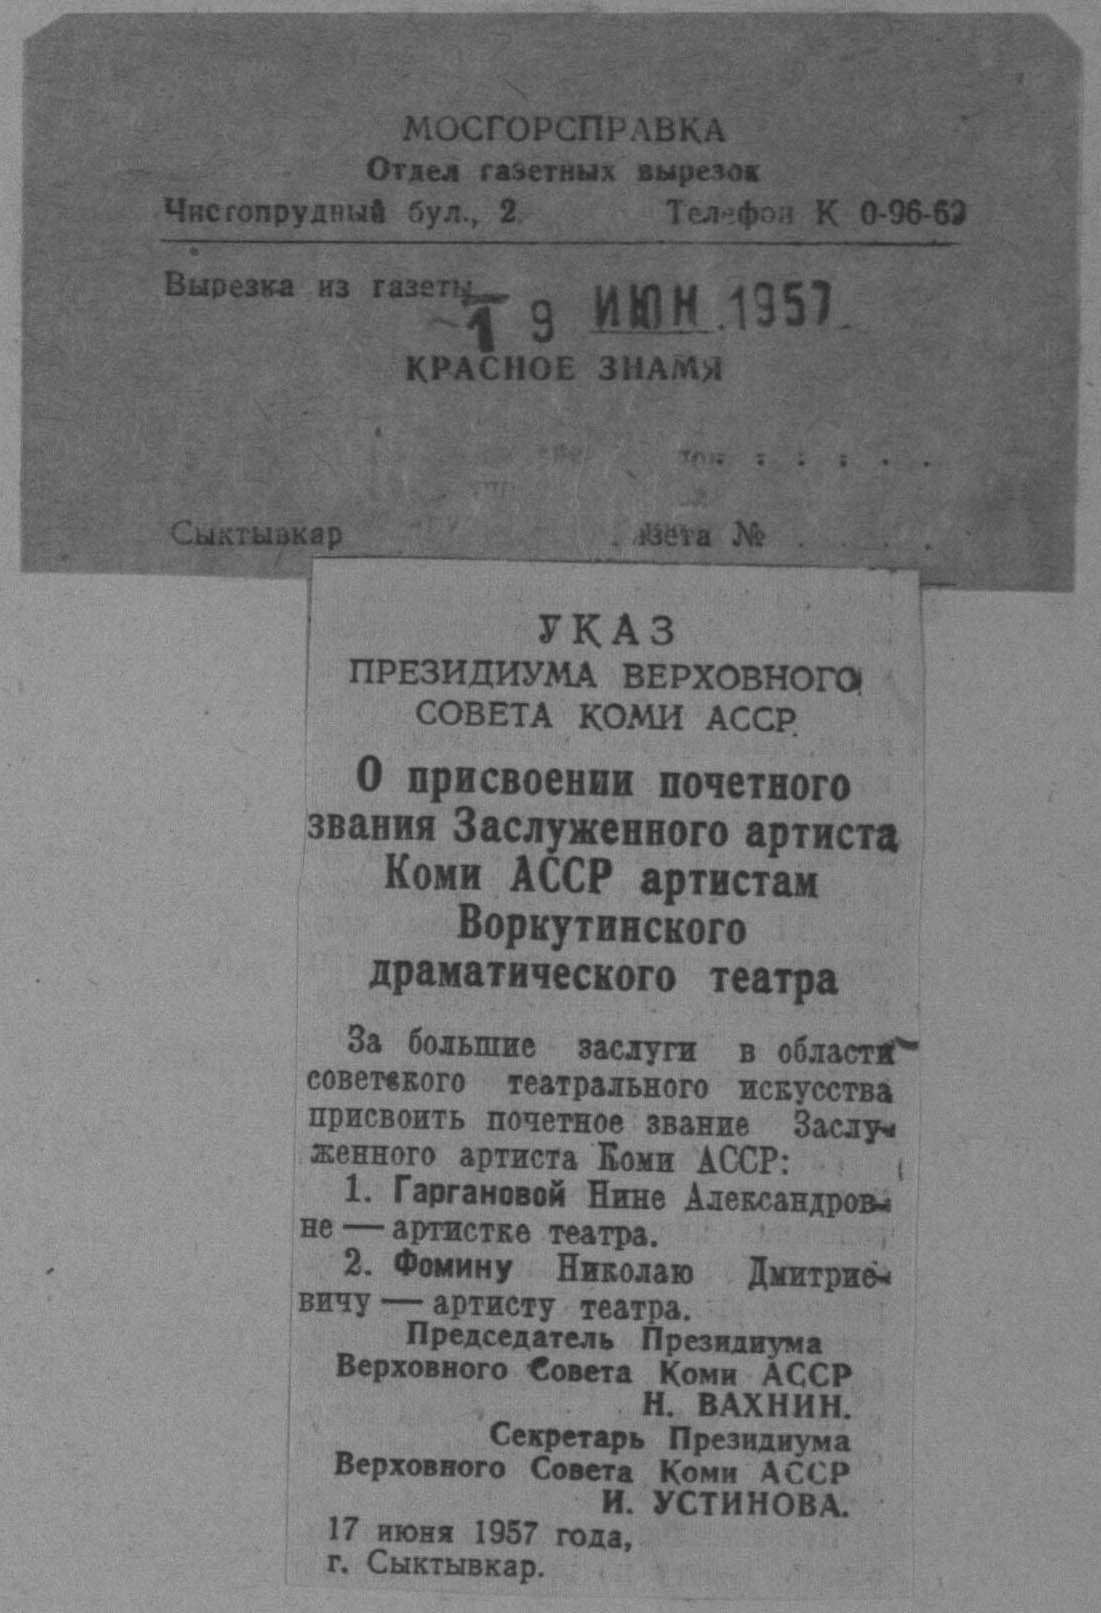 МОСГОРСПРАВКА
Отдел газетных вырезок
Чистопрудный бул., 2. Телефон К 0-96-69
Вырезка из газеты
19 ИЮН 1957
КРАСНОЕ ЗНАМЯ
Сыктывкар газета №
УКАЗ
ПРЕЗИДИУМА ВЕРХОВНОГО
СОВЕТА КОМИ АССР
О присвоении почетного
звания Заслуженного артиста
Коми АССР артистам
Воркутинского
драматического театра
За большие заслуги в области
советского театрального искусства
присвоить почетное звание Заслу-
женного артиста Коми АССР:
1. Гаргановой Нине Александров-
не — артистке театра.
2. Фомину Николаю Дмитрие-
вичу — артисту театра.
Председатель Президиума
Верховного Совета Коми АССР
Н. ВАХНИН.
Секретарь Президиума
Верховного Совета Коми АССР
И. УСТИНОВА.
17 июня 1957 года,
г. Сыктывкар.